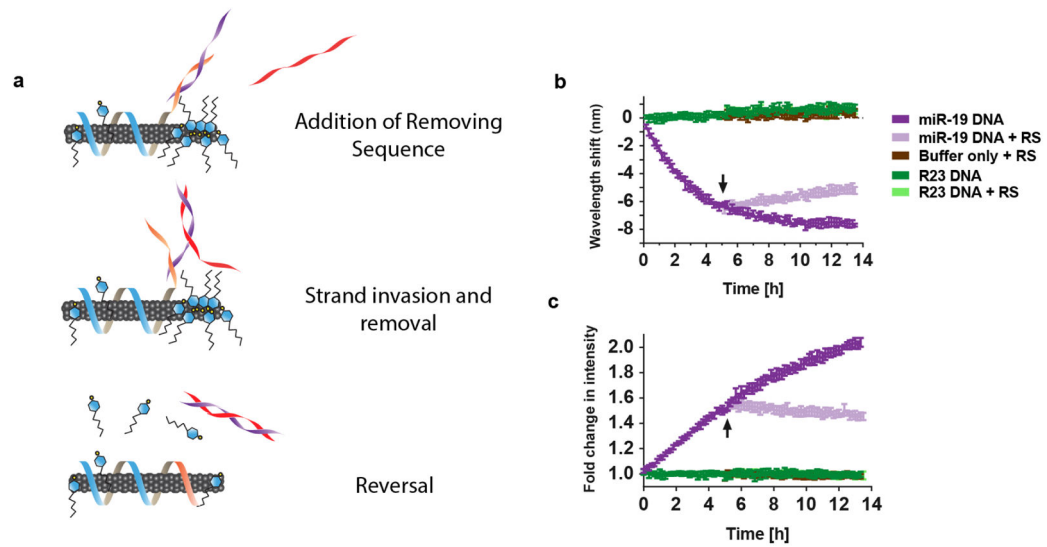 a
Addition of Removing
Sequence
Strand invasion and
removal
Reversal
b
Wavelength shift (nm)
0
-2
-4
-6
-8
0 2 4 6 8 10 12 14
Time [h]
miR-19 DNA
miR-19 DNA + RS
Buffer only + RS
R23 DNA
R23 DNA + RS
c
Fold change in intensity
2.0
1.8
1.6
1.4
1.2
1.0
0 2 4 6 8 10 12 14
Time [h]